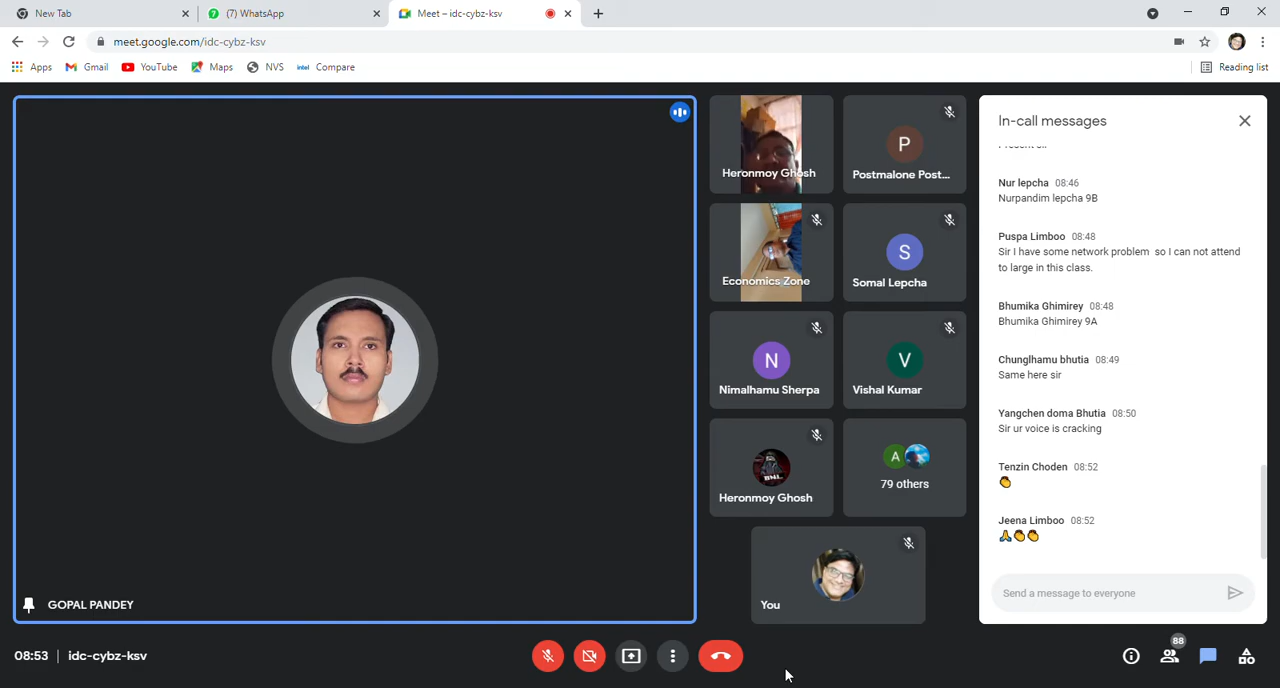 New Tab
(7) WhatsApp
Meet – idc-cybz-ksv
meet.google.com/idc-cybz-ksv
Apps
Gmail
YouTube
Maps
NVS
intel Compare
Reading list
GOPAL PANDEY
Heronmoy Ghosh
P
Postmalone Post...
Economics Zone
S
Somal Lepcha
N
Nimalhamu Sherpa
V
Vishal Kumar
Heronmoy Ghosh
A
79 others
You
In-call messages
Nur lepcha 08:46
Nurpandim lepcha 9B
Puspa Limboo 08:48
Sir I have some network problem so I can not attend
to large in this class.
Bhumika Ghimirey 08:48
Bhumika Ghimirey 9A
Chunglhamu bhutia 08:49
Same here sir
Yangchen doma Bhutia 08:50
Sir ur voice is cracking
Tenzin Choden 08:52
👏
Jeena Limboo 08:52
🙏👏👏
Send a message to everyone
08:53 | idc-cybz-ksv
88